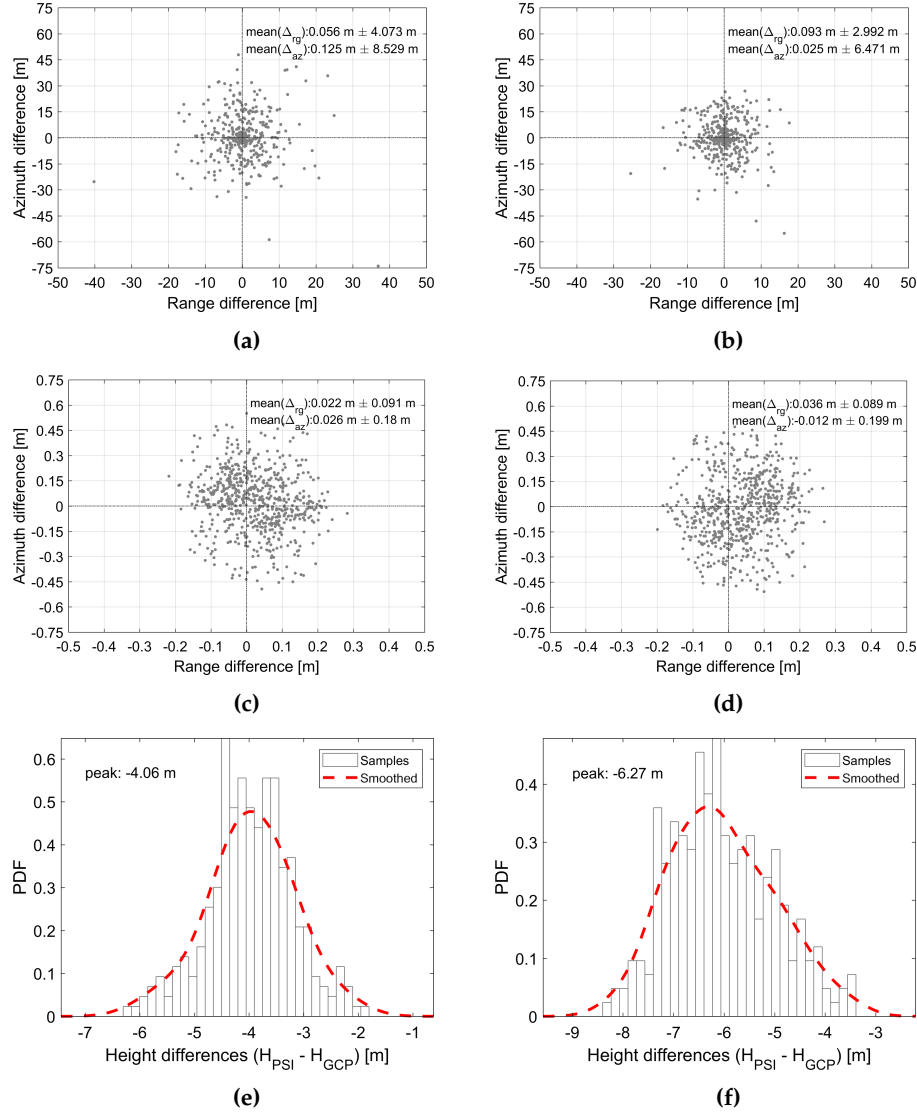 mean(Δrg):0.056 m ± 4.073 m
mean(Δaz):0.125 m ± 8.529 m
75
60
45
30
15
0
-15
-30
-45
-60
-75
Azimuth difference [m]
-50 -40 -30 -20 -10 0 10 20 30 40 50
Range difference [m]
(a)
mean(Δrg):0.093 m ± 2.992 m
mean(Δaz):0.025 m ± 6.471 m
75
60
45
30
15
0
-15
-30
-45
-60
-75
Azimuth difference [m]
-50 -40 -30 -20 -10 0 10 20 30 40 50
Range difference [m]
(b)
mean(Δrg):0.022 m ± 0.091 m
mean(Δaz):0.026 m ± 0.18 m
0.75
0.6
0.45
0.3
0.15
0
-0.15
-0.3
-0.45
-0.6
-0.75
Azimuth difference [m]
-0.5 -0.4 -0.3 -0.2 -0.1 0 0.1 0.2 0.3 0.4 0.5
Range difference [m]
(c)
mean(Δrg):0.036 m ± 0.089 m
mean(Δaz):-0.012 m ± 0.199 m
0.75
0.6
0.45
0.3
0.15
0
-0.15
-0.3
-0.45
-0.6
-0.75
Azimuth difference [m]
-0.5 -0.4 -0.3 -0.2 -0.1 0 0.1 0.2 0.3 0.4 0.5
Range difference [m]
(d)
peak: -4.06 m
Samples
Smoothed
0.6
0.5
0.4
0.3
0.2
0.1
0
PDF
-7 -6 -5 -4 -3 -2 -1
Height differences (HPSI - HGCP) [m]
(e)
peak: -6.27 m
Samples
Smoothed
0.4
0.3
0.2
0.1
0
PDF
-9 -8 -7 -6 -5 -4 -3
Height differences (HPSI - HGCP) [m]
(f)